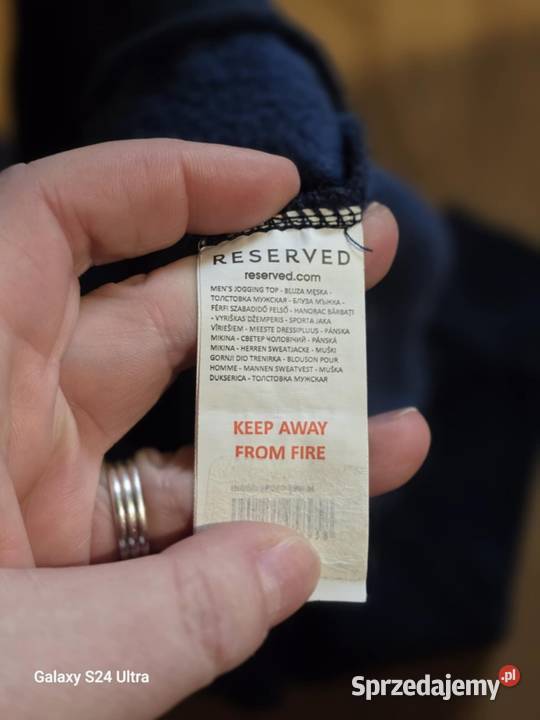 RESERVED
reserved.com
MEN'S JOGGING TOP - BLUZA MĘSKA -
ТОЛСТОВКА МУЖСКАЯ - БЛУЗА МЪЖКА -
FÉRFI SZABADIDŐ FELSŐ - HANORAC BĂRBAȚI
- VYRIŠKAS DŽEMPERIS - SPORTA JAKA
VĪRIEŠIEM - MEESTE DRESSIPLUUS - PÁNSKA
MIKINA - СВЕТЕР ЧОЛОВІЧИЙ - PÁNSKÁ
MIKINA - HERREN SWEATJACKE - MUŠKI
GORNJI DIO TRENIRKA - BLOUSON POUR
HOMME - MANNEN SWEATVEST - MUŠKA
DUKSERICA - ТОЛСТОВКА МУЖСКАЯ
KEEP AWAY
FROM FIRE
Galaxy S24 Ultra
Sprzedajemy.pl